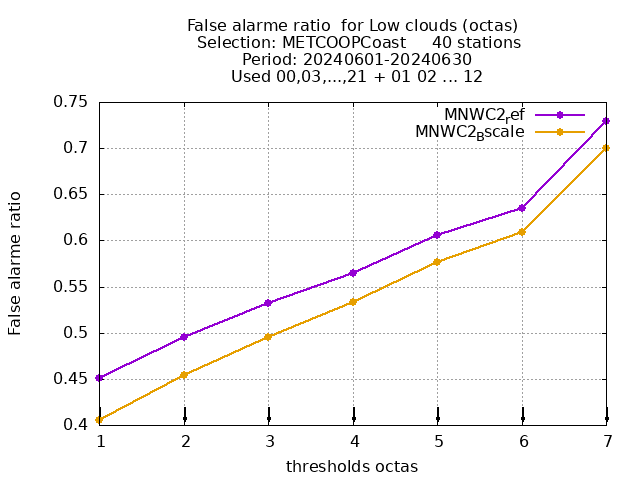 False alarme ratio  for Low clouds (octas)
Selection: METCOOPCoast     40 stations
Period: 20240601-20240630
Used 00,03,...,21 + 01 02 ... 12
MNWC2ref
MNWC2Bscale
False alarme ratio
0.75
0.7
0.65
0.6
0.55
0.5
0.45
0.4
1 2 3 4 5 6 7
thresholds octas